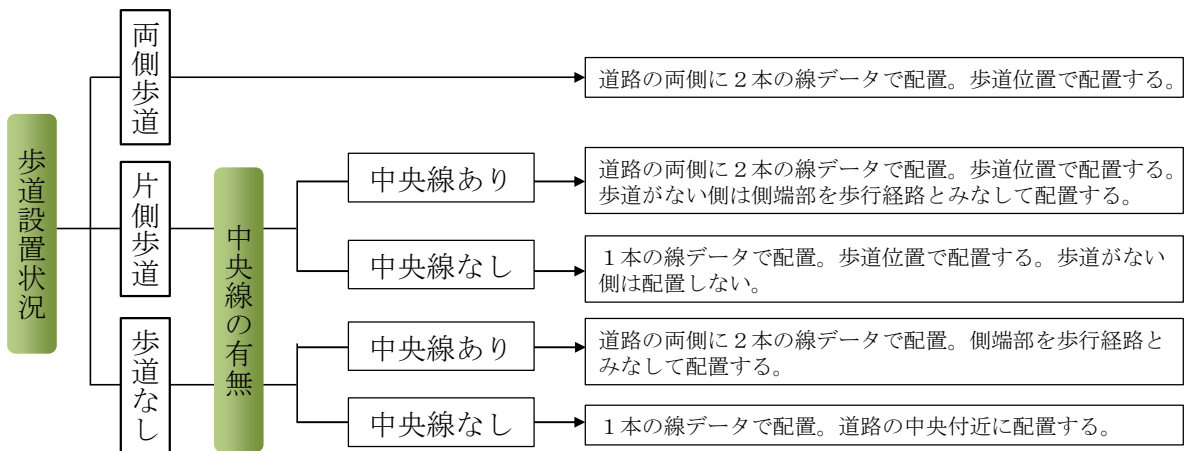 歩道設置状況
両側歩道
道路の両側に２本の線データで配置。歩道位置で配置する。
片側歩道
中央線の有無
中央線あり
道路の両側に２本の線データで配置。歩道位置で配置する。
歩道がない側は側端部を歩行経路とみなして配置する。
中央線なし
１本の線データで配置。歩道位置で配置する。歩道がない
側は配置しない。
歩道なし
中央線あり
道路の両側に２本の線データで配置。側端部を歩行経路と
みなして配置する。
中央線なし
１本の線データで配置。道路の中央付近に配置する。